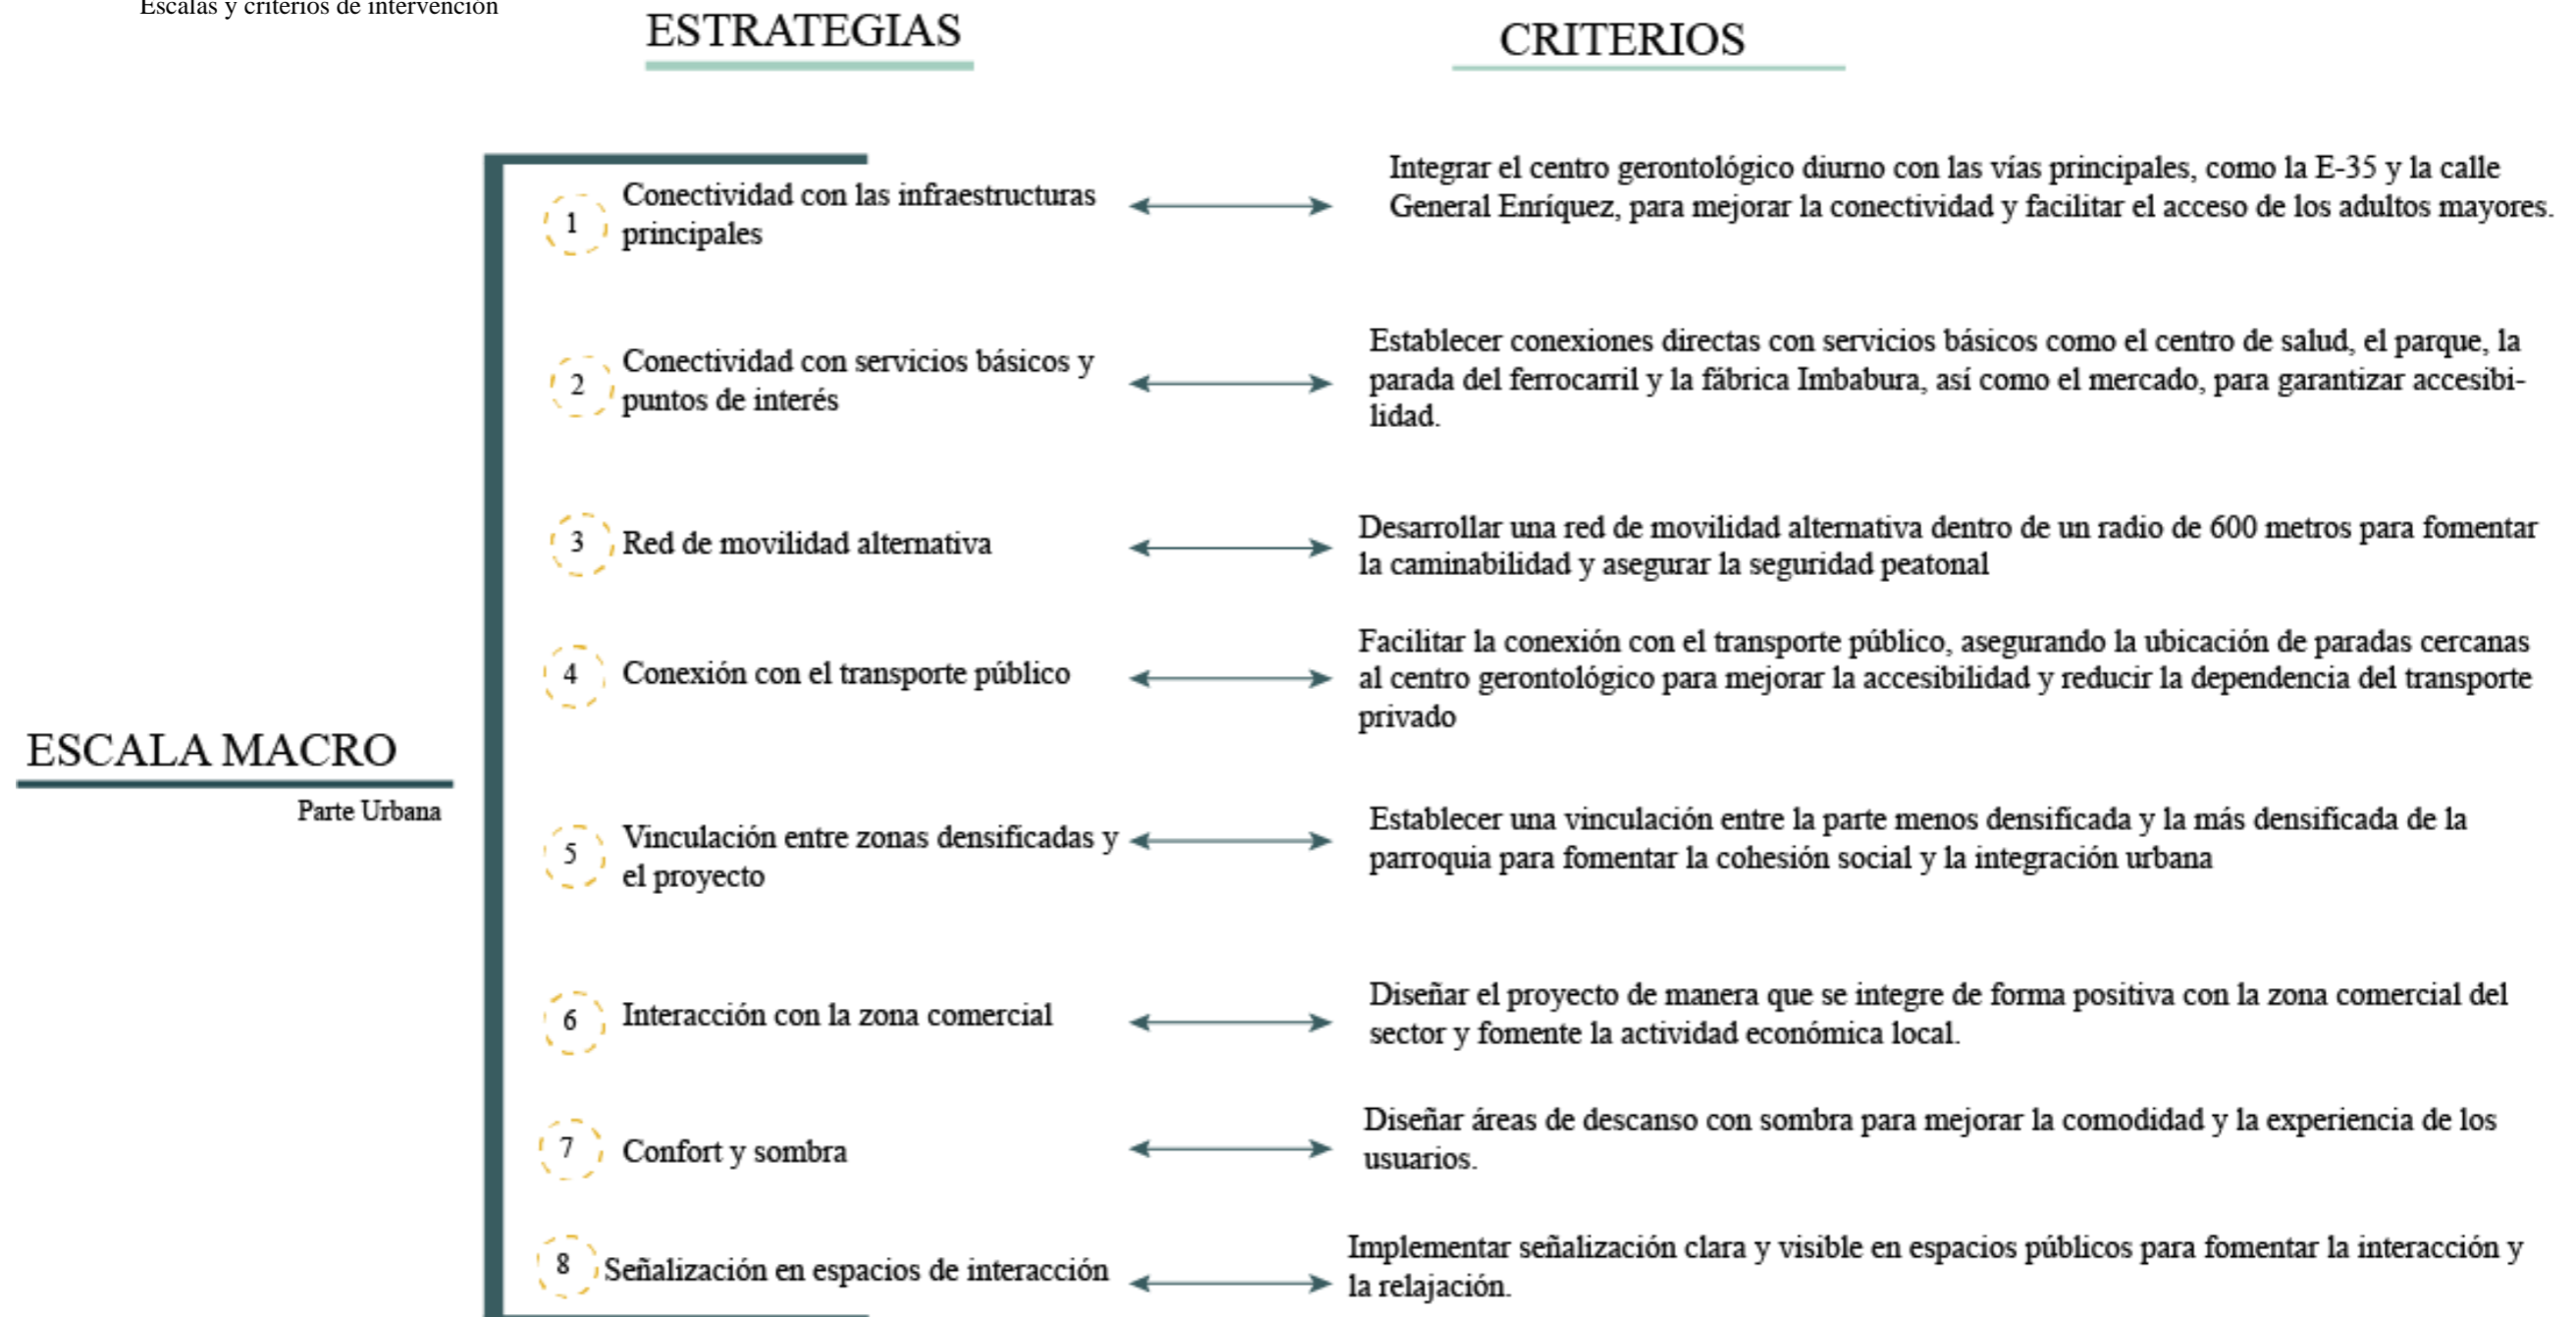 Escalas y criterios de intervención
ESTRATEGIAS
CRITERIOS
1
Conectividad con las infraestructuras
principales
Integrar el centro gerontológico diurno con las vías principales, como la E-35 y la calle
General Enríquez, para mejorar la conectividad y facilitar el acceso de los adultos mayores.
2
Conectividad con servicios básicos y
puntos de interés
Establecer conexiones directas con servicios básicos como el centro de salud, el parque, la
parada del ferrocarril y la fábrica Imbabura, así como el mercado, para garantizar accesibi-
lidad.
3
Red de movilidad alternativa
Desarrollar una red de movilidad alternativa dentro de un radio de 600 metros para fomentar
la caminabilidad y asegurar la seguridad peatonal
4
Conexión con el transporte público
Facilitar la conexión con el transporte público, asegurando la ubicación de paradas cercanas
al centro gerontológico para mejorar la accesibilidad y reducir la dependencia del transporte
privado
ESCALA MACRO
Parte Urbana
5
Vinculación entre zonas densificadas y
el proyecto
Establecer una vinculación entre la parte menos densificada y la más densificada de la
parroquia para fomentar la cohesión social y la integración urbana
6
Interacción con la zona comercial
Diseñar el proyecto de manera que se integre de forma positiva con la zona comercial del
sector y fomente la actividad económica local.
7
Confort y sombra
Diseñar áreas de descanso con sombra para mejorar la comodidad y la experiencia de los
usuarios.
8
Señalización en espacios de interacción
Implementar señalización clara y visible en espacios públicos para fomentar la interacción y
la relajación.